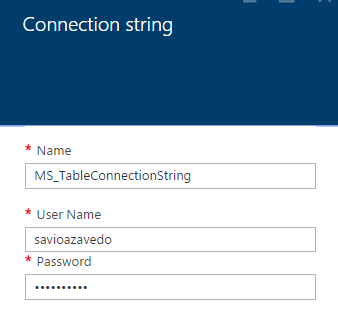 Connection string
* Name
MS_TableConnectionString
* User Name
savioazavedo
* Password
••••••••••